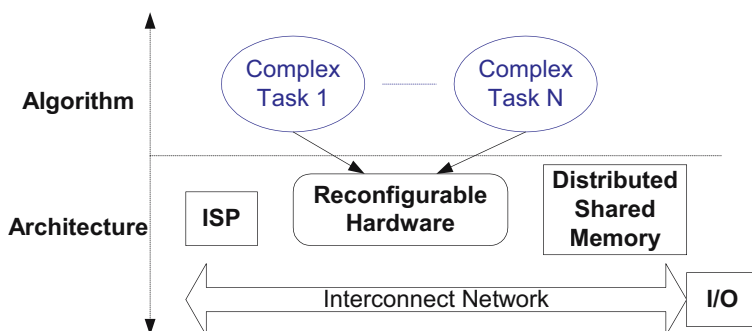 Complex
Task 1
Complex
Task N
Algorithm
Architecture
ISP
Reconfigurable
Hardware
Distributed
Shared
Memory
Interconnect Network
I/O